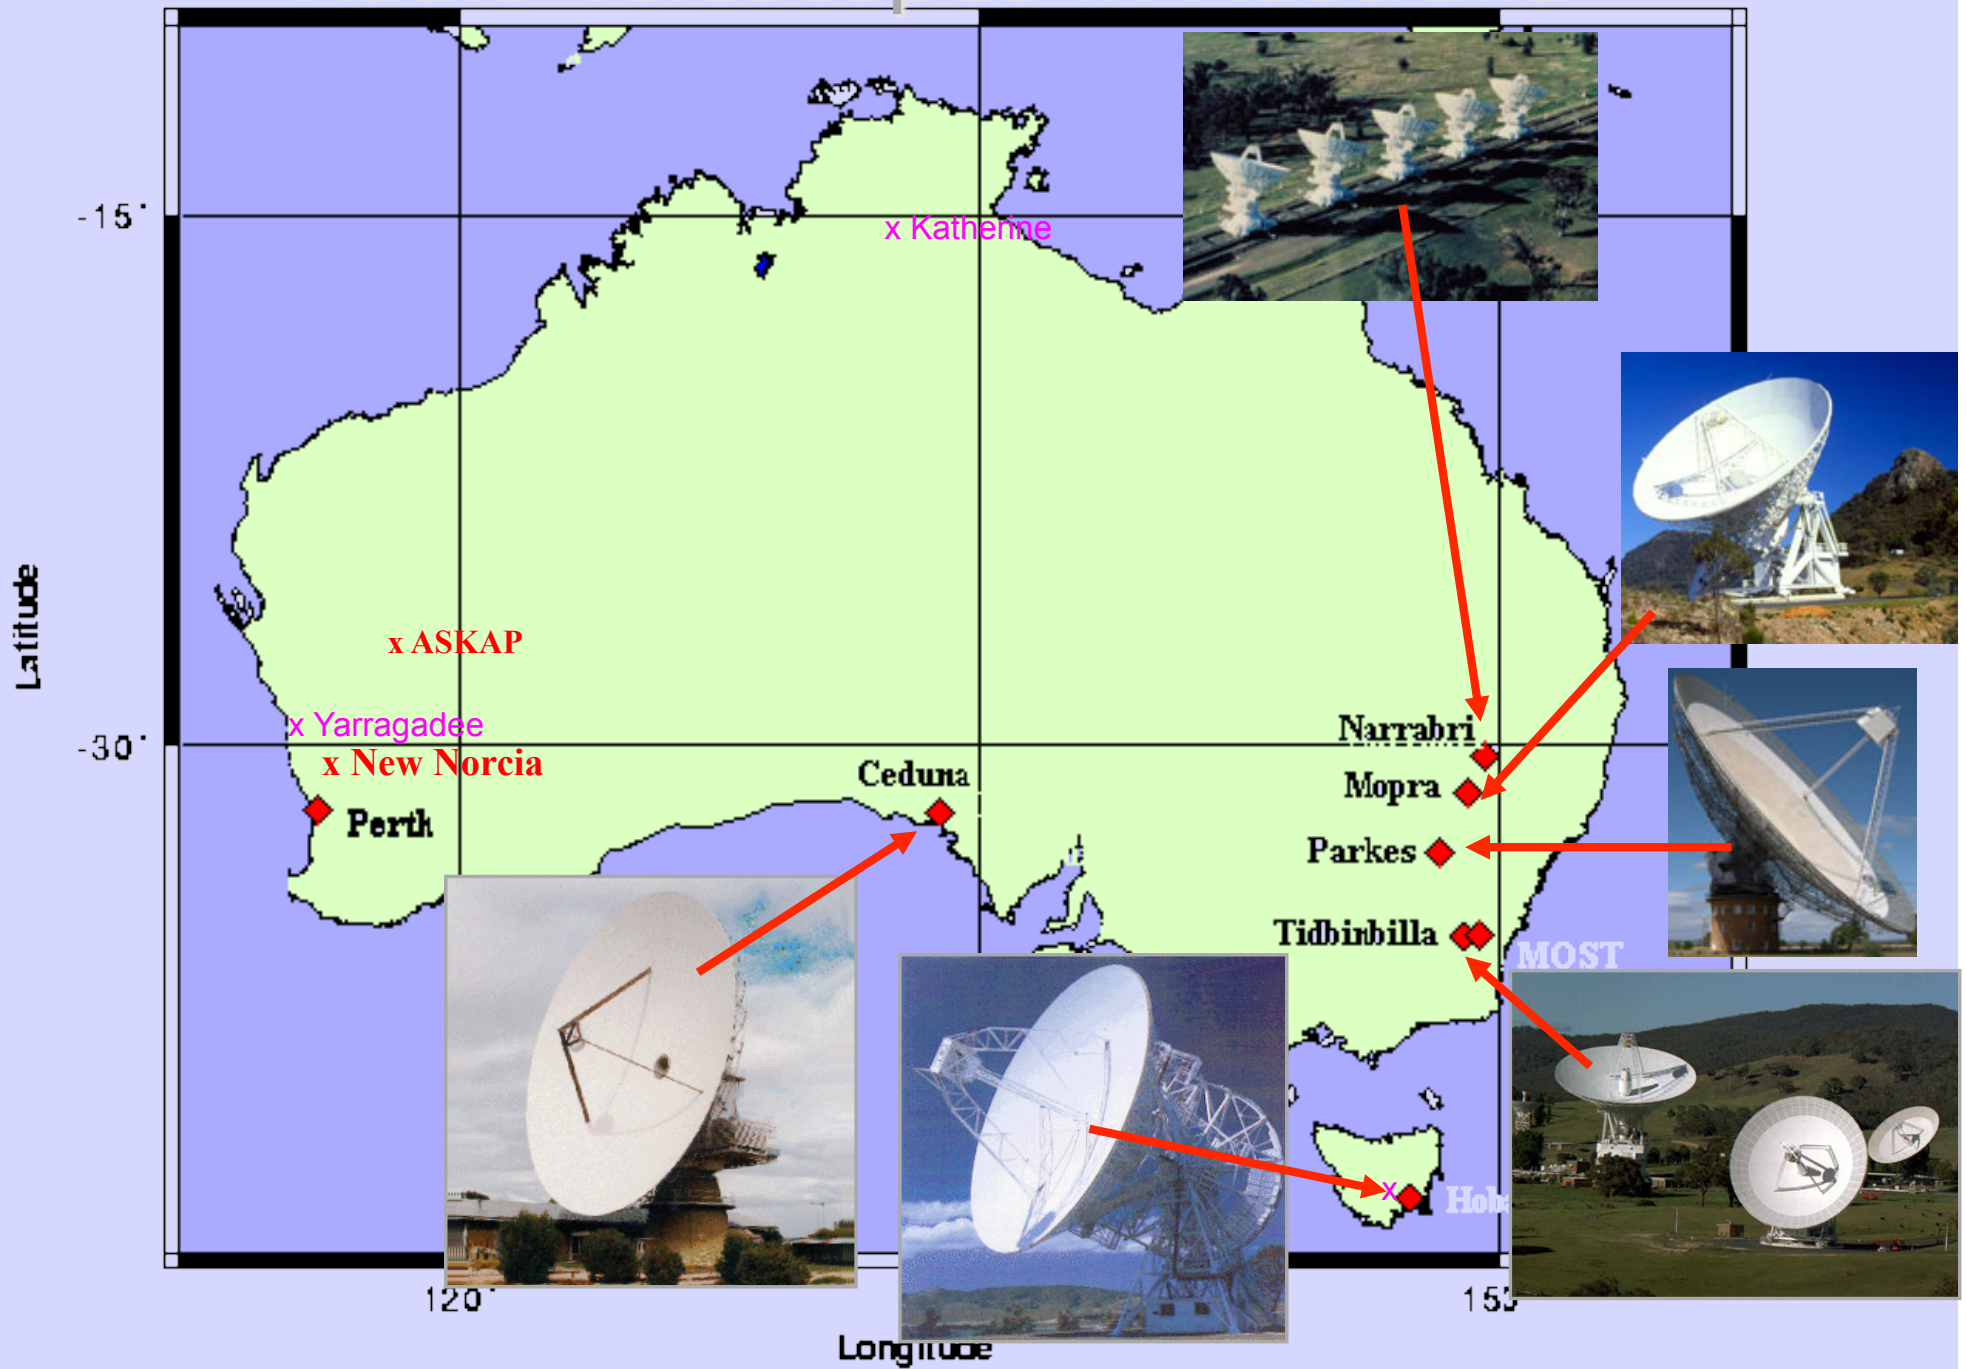 -15°
x Katherine
Latitude
x ASKAP
x Yarragadee
Narrabri
-30°
x New Norcia
Ceduna
Mopra
Perth
Parkes
Tidbinbilla
MOST
x
120°
Longitude